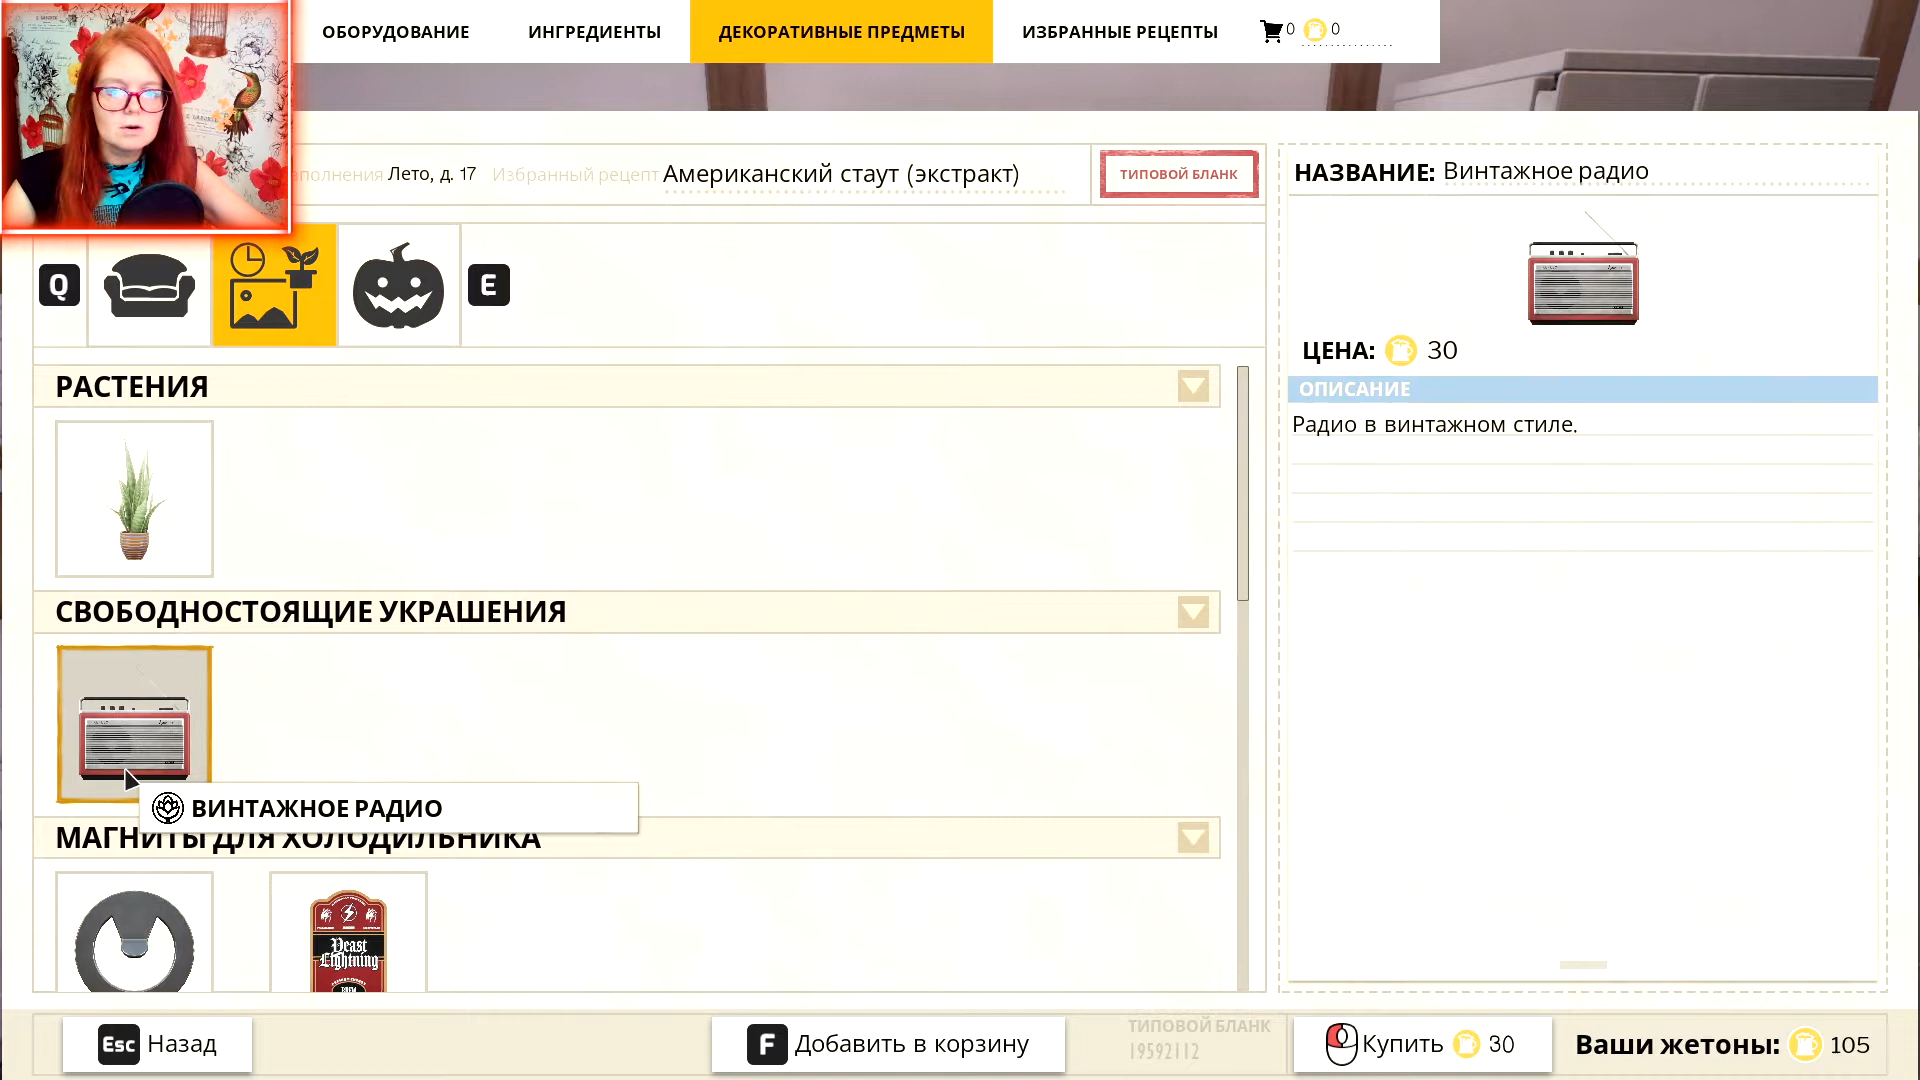 ОБОРУДОВАНИЕ ИНГРЕДИЕНТЫ ДЕКОРАТИВНЫЕ ПРЕДМЕТЫ ИЗБРАННЫЕ РЕЦЕПТЫ 0 0
аполнения Лето, д. 17 Избранный рецепт Американский стаут (экстракт) ТИПОВОЙ БЛАНК
Q E
РАСТЕНИЯ
СВОБОДНОСТОЯЩИЕ УКРАШЕНИЯ
ВИНТАЖНОЕ РАДИО
МАГНИТЫ ДЛЯ ХОЛОДИЛЬНИКА
Yeast
Lightning
НАЗВАНИЕ: Винтажное радио
ЦЕНА: 30
ОПИСАНИЕ
Радио в винтажном стиле.
Esc Назад
F Добавить в корзину
ТИПОВОЙ БЛАНК
19592112
Купить 30
Ваши жетоны: 105